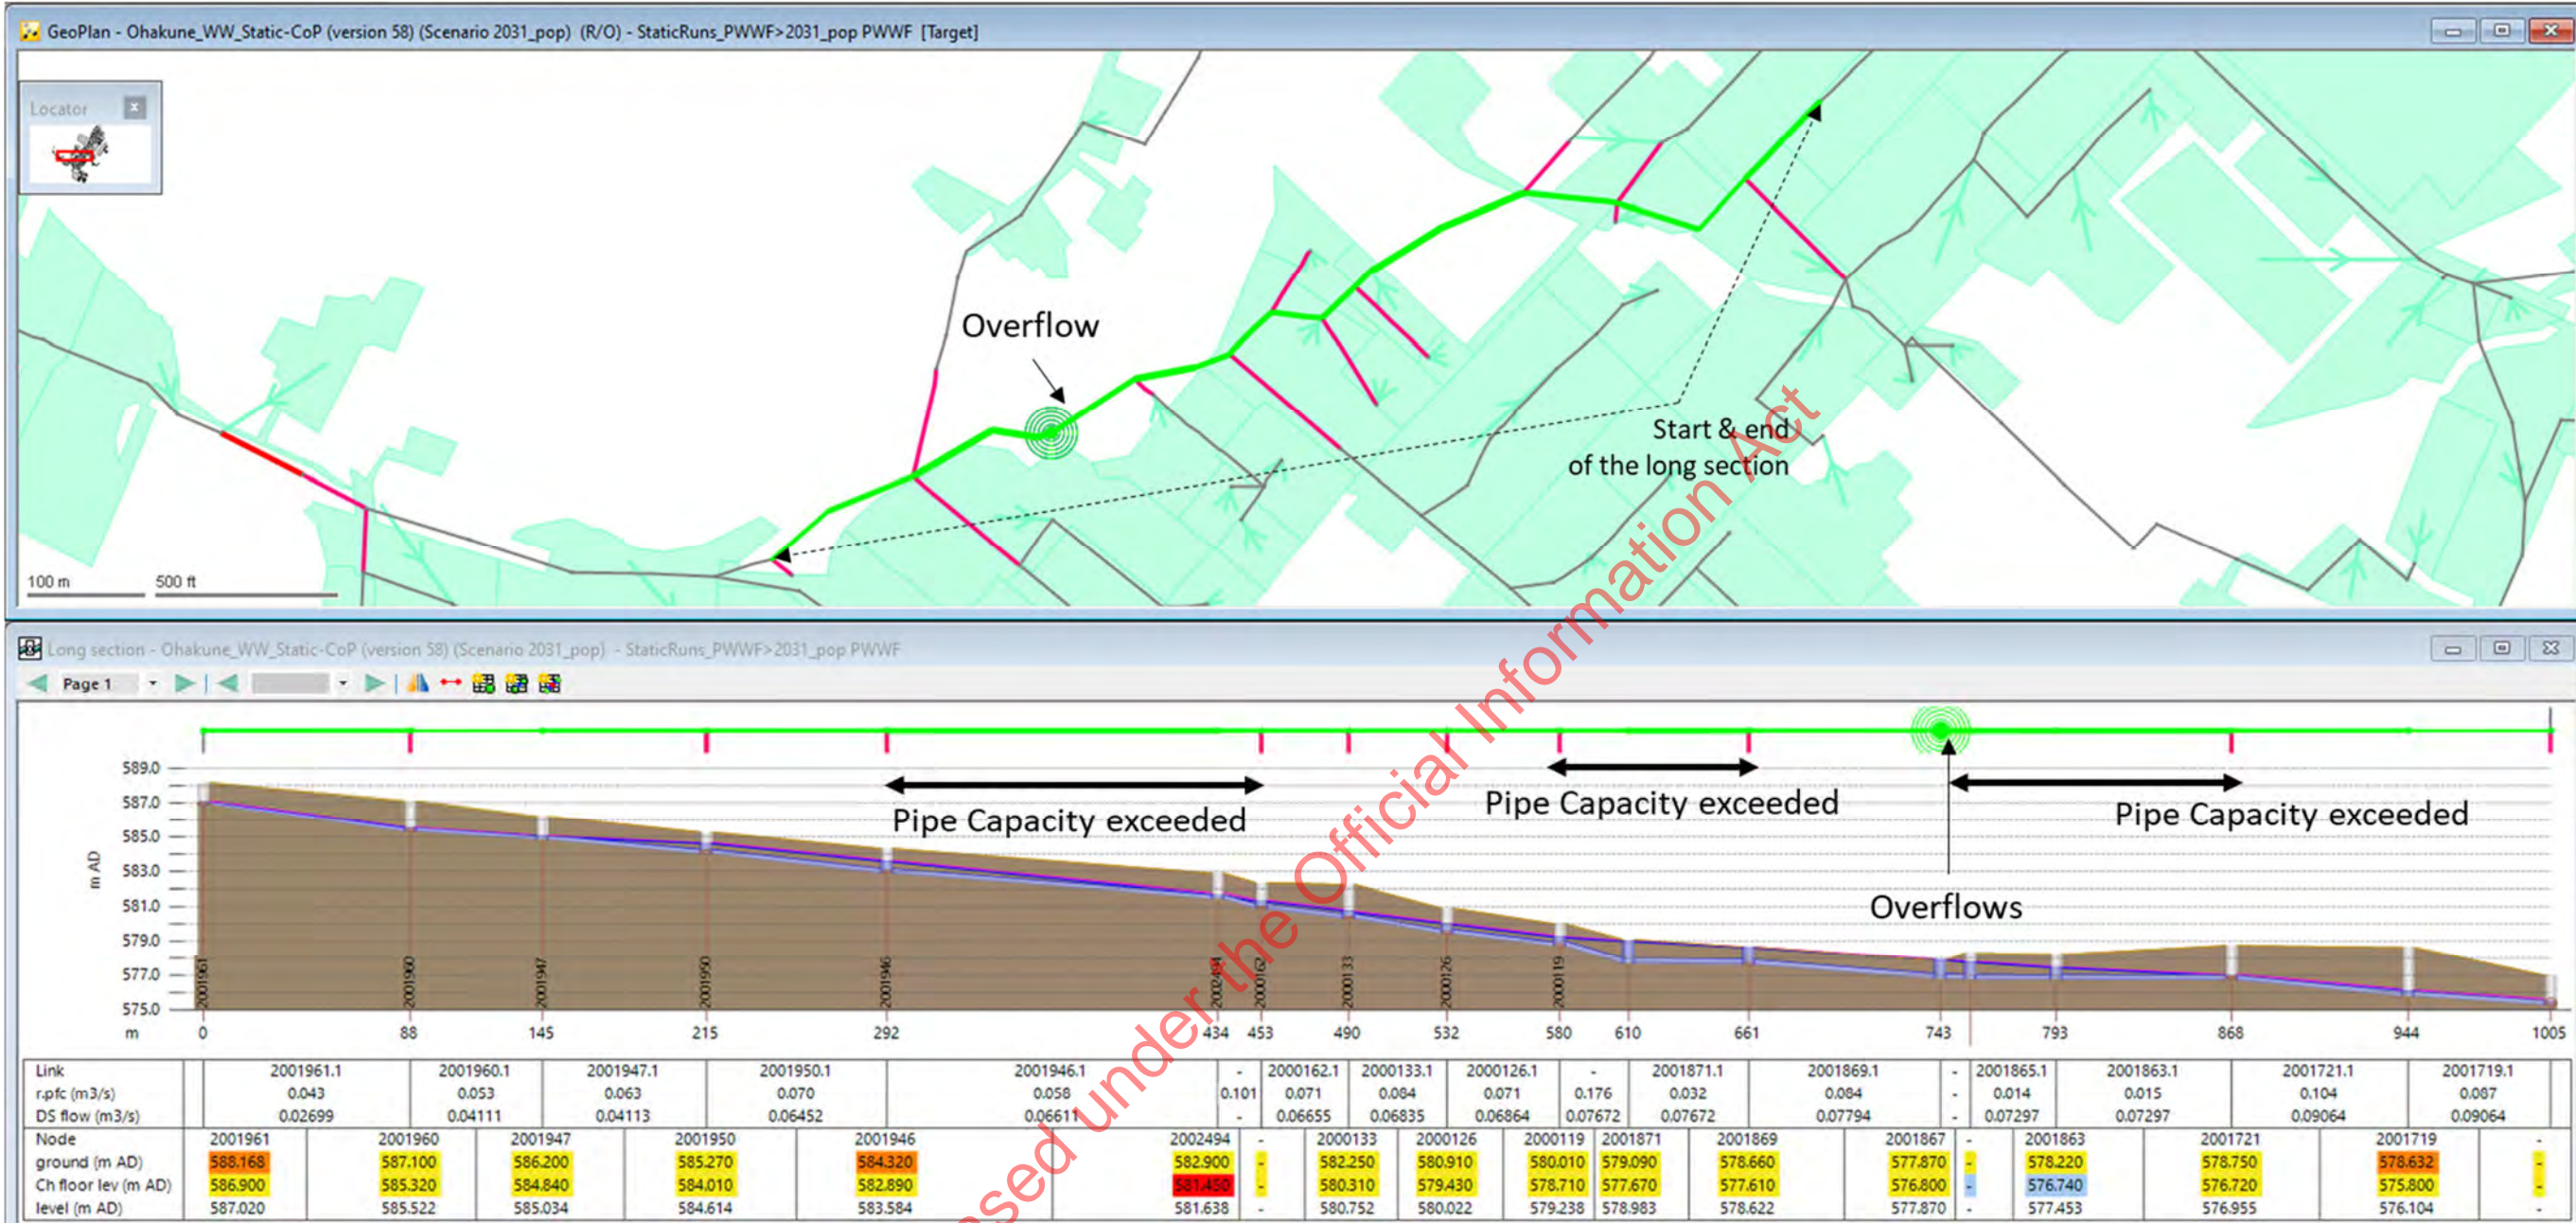 GeoPlan - Ohakune_WW_Static-CoP (version 58) (Scenario 2031_pop) (R/O) - StaticRuns_PWWF>2031_pop PWWF [Target]
Locator
Overflow
Start & end
of the long section
100 m 500 ft
Long section - Ohakune_WW_Static-CoP (version 58) (Scenario 2031_pop) - StaticRuns_PWWF>2031_pop PWWF
Page 1
Pipe Capacity exceeded
Pipe Capacity exceeded
Pipe Capacity exceeded
Overflows
m AD
589.0
587.0
585.0
583.0
581.0
579.0
577.0
575.0
2001961 2001960 2001947 2001950 2001946 2002494 2000162 2000133 2000126 2000119
m 0 88 145 215 292 434 453 490 532 580 610 661 743 793 868 944 1005
Link 2001961.1 2001960.1 2001947.1 2001950.1 2001946.1 - 2000162.1 2000133.1 2000126.1 - 2001871.1 2001869.1 - 2001865.1 2001863.1 2001721.1 2001719.1
r.pfc (m3/s) 0.043 0.053 0.063 0.070 0.058 0.101 0.071 0.084 0.071 0.176 0.032 0.084 - 0.014 0.015 0.104 0.087
DS flow (m3/s) 0.02699 0.04111 0.04113 0.06452 0.06611 - 0.06655 0.06835 0.06864 0.07672 0.07672 0.07794 - 0.07297 0.07297 0.09064 0.09064
Node 2001961 2001960 2001947 2001950 2001946 2002494 - 2000133 2000126 2000119 2001871 2001869 2001867 - 2001863 2001721 2001719 -
ground (m AD) 588.168 587.100 586.200 585.270 584.320 582.900 - 582.250 580.910 580.010 579.090 578.660 577.870 - 578.220 578.750 578.632 -
Ch floor lev (m AD) 586.900 585.320 584.840 584.010 582.890 581.450 - 580.310 579.430 578.710 577.670 577.610 576.800 - 576.740 576.720 575.800 -
level (m AD) 587.020 585.522 585.034 584.614 583.584 581.638 - 580.752 580.022 579.238 578.983 578.622 577.870 - 577.453 576.955 576.104 -
ased under the Official Information Act